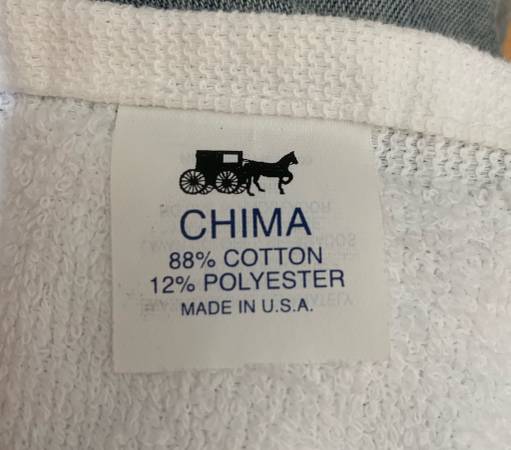 CHIMA
88% COTTON
12% POLYESTER
MADE IN U.S.A.